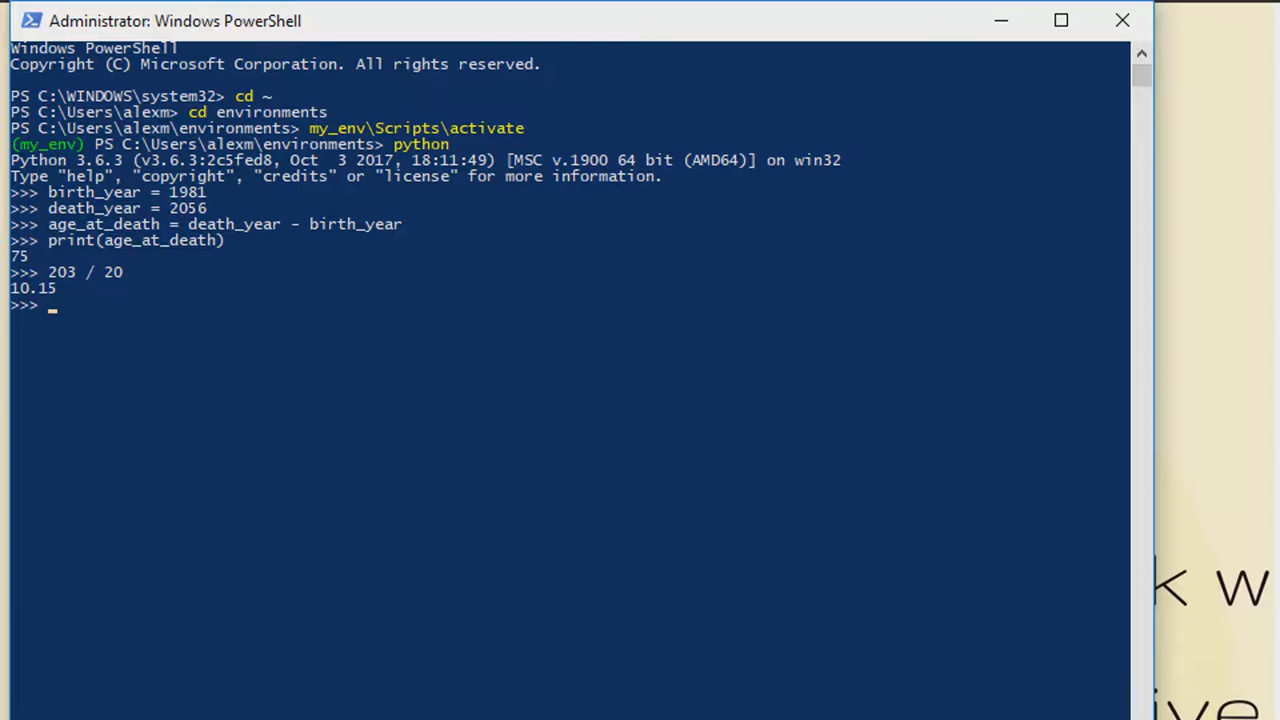 Administrator: Windows PowerShell
Windows PowerShell
Copyright (C) Microsoft Corporation. All rights reserved.
PS C:\WINDOWS\system32> cd ~
PS C:\Users\alexm> cd environments
PS C:\Users\alexm\environments> my_env\Scripts\activate
(my_env) PS C:\Users\alexm\environments> python
Python 3.6.3 (v3.6.3:2c5fed8, Oct  3 2017, 18:11:49) [MSC v.1900 64 bit (AMD64)] on win32
Type "help", "copyright", "credits" or "license" for more information.
>>> birth_year = 1981
>>> death_year = 2056
>>> age_at_death = death_year - birth_year
>>> print(age_at_death)
75
>>> 203 / 20
10.15
>>>
k w
ive